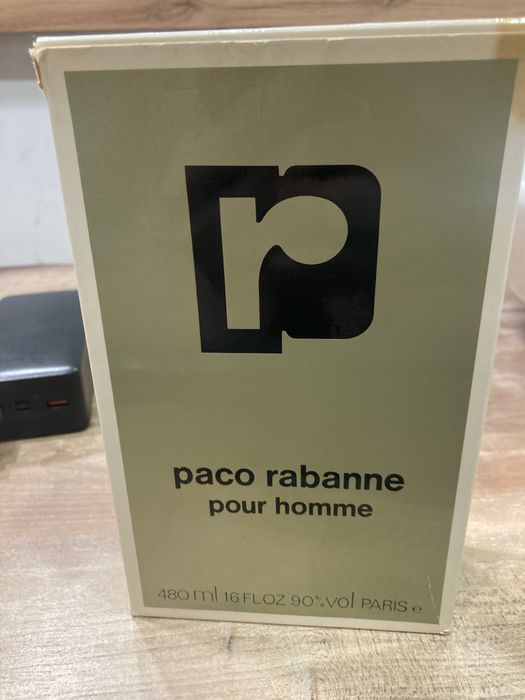 paco rabanne
pour homme
480 ml 16 FL OZ 90% vol PARIS e